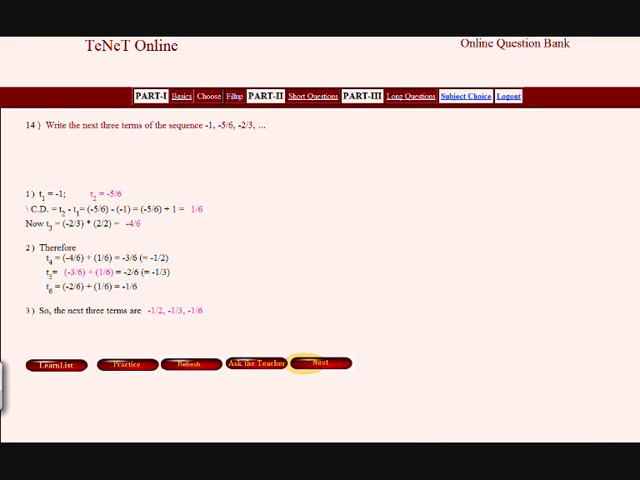 TeNeT Online
Online Question Bank
PART-I Basics Choose Fillup PART-II Short Questions PART-III Long Questions Subject Choice Logout
14 ) Write the next three terms of the sequence -1, -5/6, -2/3, ...
1 ) t1 = -1; t2 = -5/6
\ C.D. = t2 - t1= (-5/6) - (-1) = (-5/6) + 1 = 1/6
Now t3 = (-2/3) * (2/2) = -4/6
2 ) Therefore
t4 = (-4/6) + (1/6) = -3/6 (= -1/2)
t5= (-3/6) + (1/6) = -2/6 (= -1/3)
t6 = (-2/6) + (1/6) = -1/6
3 ) So, the next three terms are -1/2, -1/3, -1/6
LearnList Practice Refresh Ask the Teacher Next